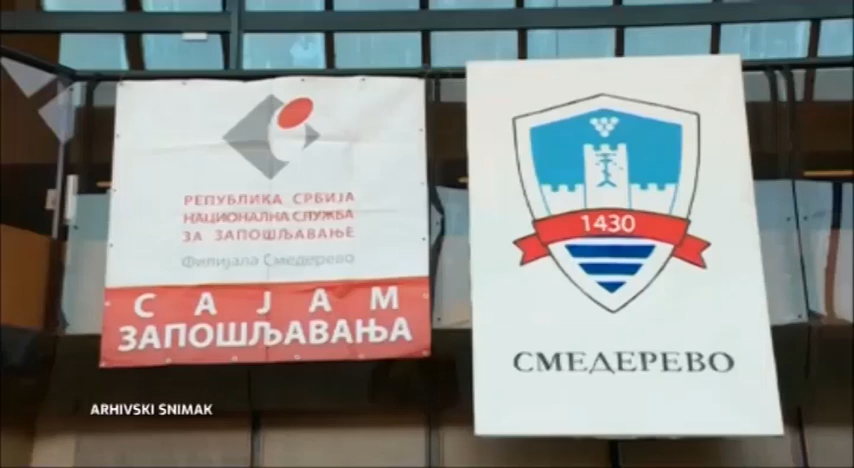 РЕПУБЛИКА СРБИЈА
НАЦИОНАЛНА СЛУЖБА
ЗА ЗАПОШЉАВАЊЕ
Филијала Смедерево
САЈАМ
ЗАПОШЉАВАЊА
1430
СМЕДЕРЕВО
ARHIVSKI SNIMAK